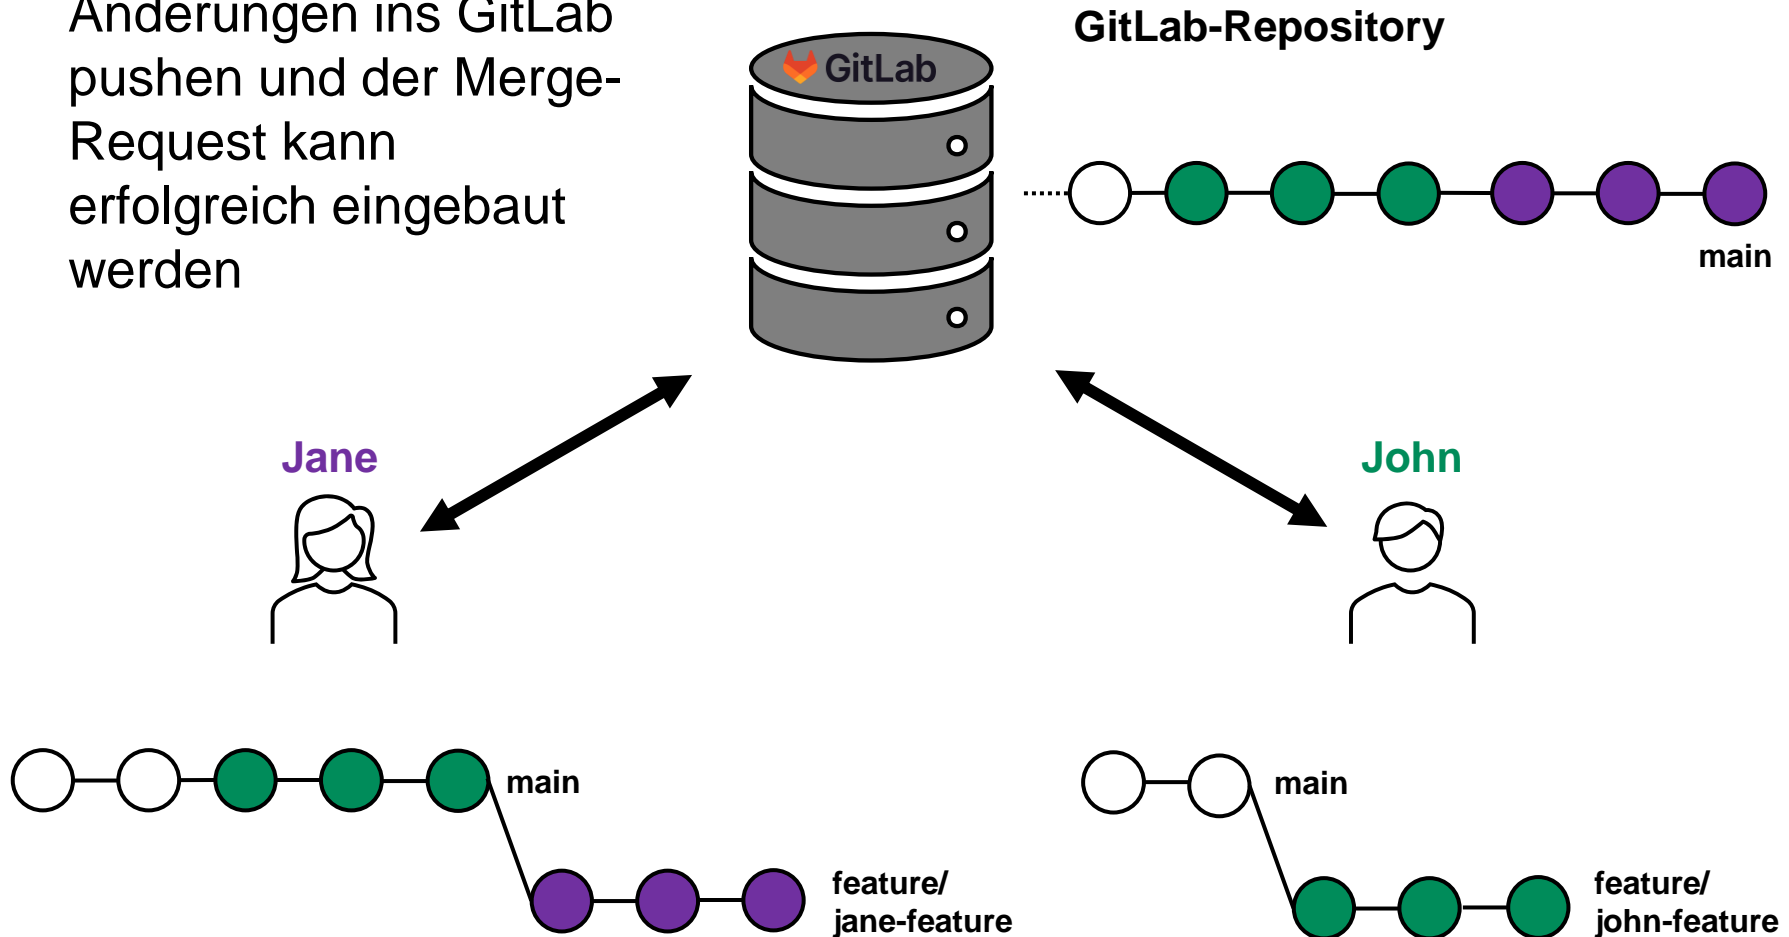 Änderungen ins GitLab
pushen und der Merge-
Request kann
erfolgreich eingebaut
werden
GitLab
GitLab-Repository
main
Jane
John
main
feature/
jane-feature
main
feature/
john-feature